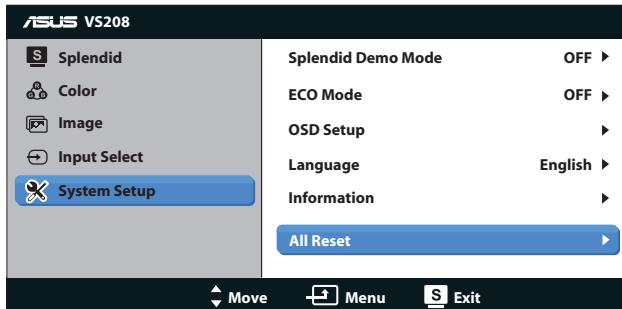 ASUS VS208
S Splendid
Color
Image
Input Select
System Setup
Splendid Demo Mode OFF
ECO Mode OFF
OSD Setup
Language English
Information
All Reset
Move Menu S Exit